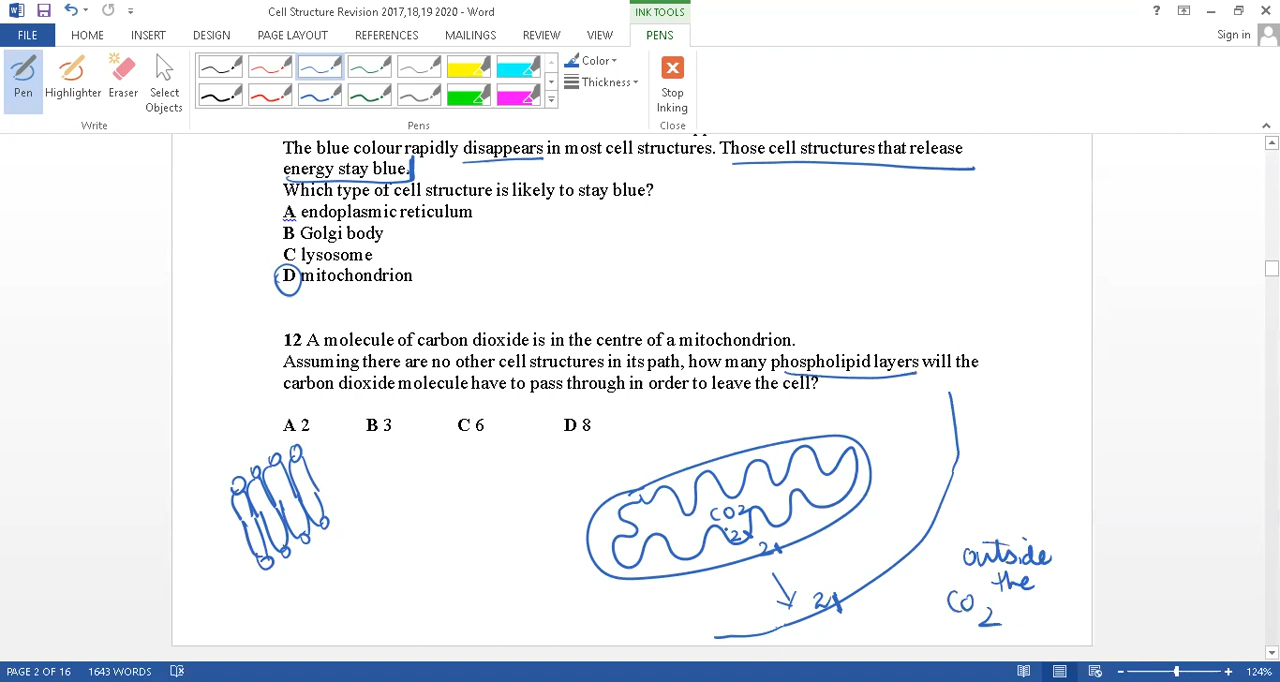 Cell Structure Revision 2017,18,19 2020 - Word
INK TOOLS
FILE
HOME
INSERT
DESIGN
PAGE LAYOUT
REFERENCES
MAILINGS
REVIEW
VIEW
PENS
Sign in
Pen
Highlighter
Eraser
Select
Objects
Color
Thickness
Stop
Inking
Write
Pens
Close
The blue colour rapidly disappears in most cell structures. Those cell structures that release
energy stay blue.
Which type of cell structure is likely to stay blue?
A endoplasmic reticulum
B Golgi body
C lysosome
D mitochondrion
12 A molecule of carbon dioxide is in the centre of a mitochondrion.
Assuming there are no other cell structures in its path, how many phospholipid layers will the
carbon dioxide molecule have to pass through in order to leave the cell?
A 2 B 3 C 6 D 8
CO2
2x
2x
2x
outside
the
CO2
PAGE 2 OF 16
1643 WORDS
124%